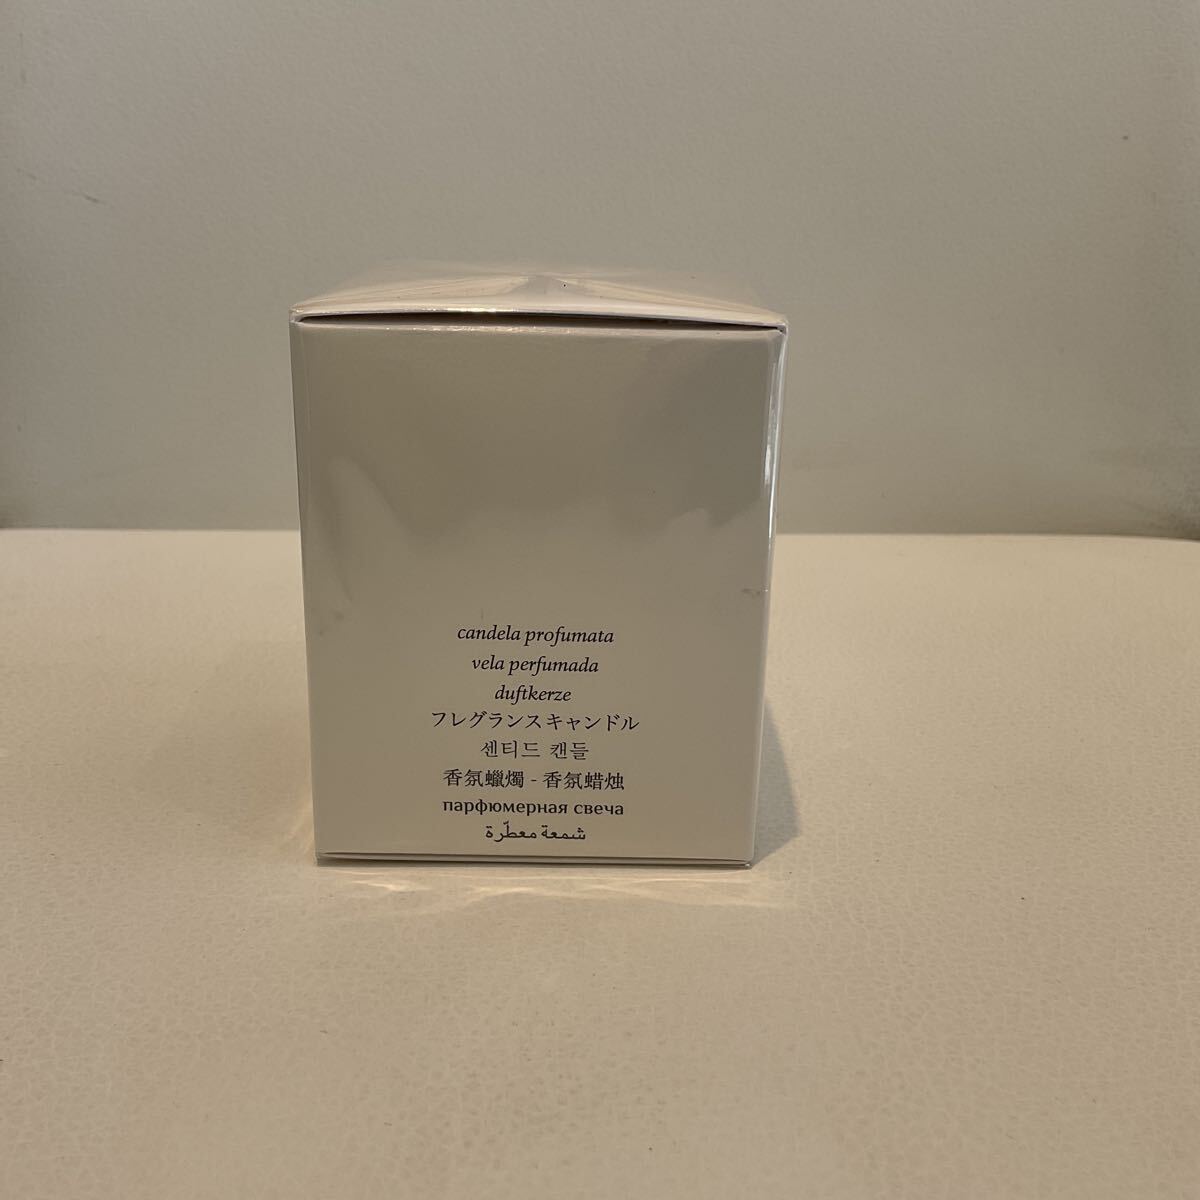 candela profumata
vela perfumada
duftkerze
フレグランスキャンドル
센티드 캔들
香氛蠟燭 - 香氛蜡烛
парфюмерная свеча
شمعة معطّرة